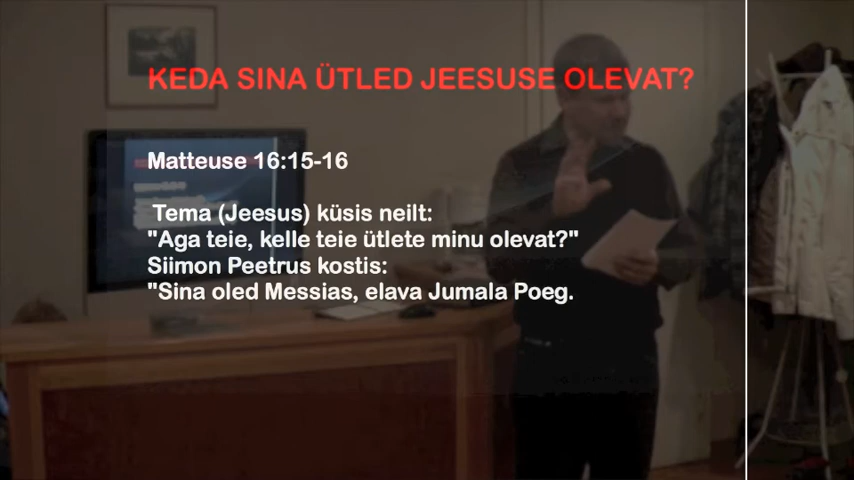 KEDA SINA ÜTLED JEESUSE OLEVAT?
Matteuse 16:15-16
Tema (Jeesus) küsis neilt:
"Aga teie, kelle teie ütlete minu olevat?"
Siimon Peetrus kostis:
"Sina oled Messias, elava Jumala Poeg.